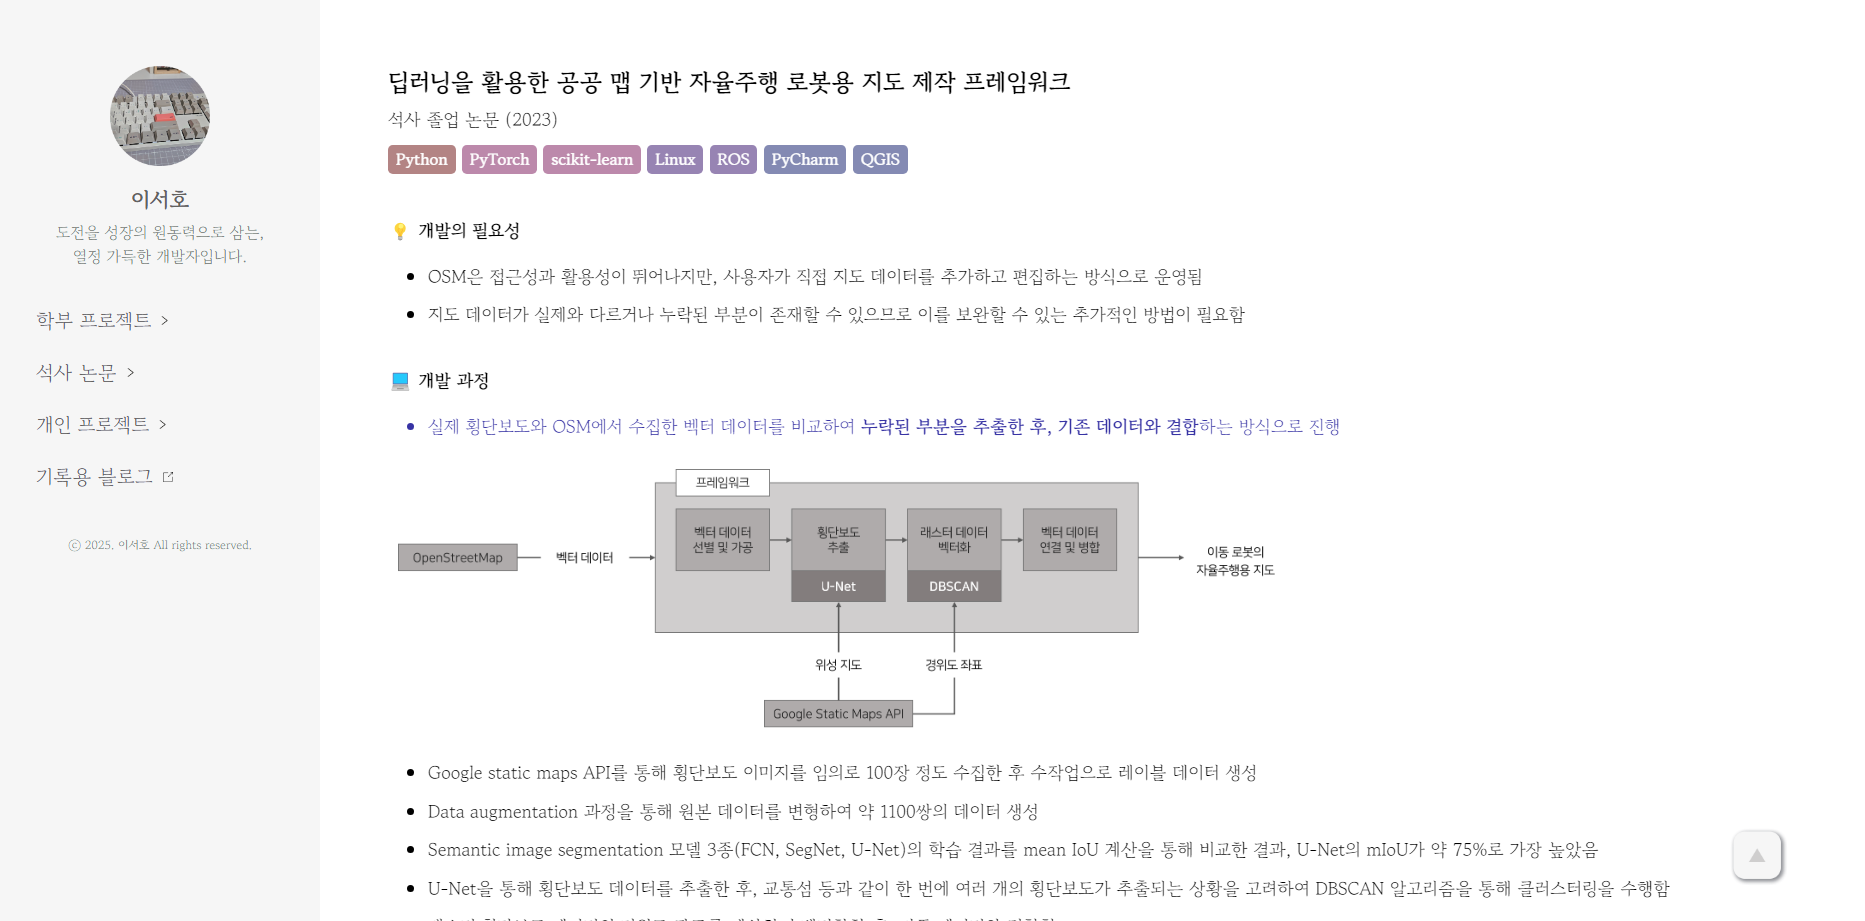 이서호
도전을 성장의 원동력으로 삼는,
열정 가득한 개발자입니다.
학부 프로젝트 >
석사 논문 >
개인 프로젝트 >
기록용 블로그
ⓒ 2025. 이서호 All rights reserved.
딥러닝을 활용한 공공 맵 기반 자율주행 로봇용 지도 제작 프레임워크
석사 졸업 논문 (2023)
Python PyTorch scikit-learn Linux ROS PyCharm QGIS
💡 개발의 필요성
• OSM은 접근성과 활용성이 뛰어나지만, 사용자가 직접 지도 데이터를 추가하고 편집하는 방식으로 운영됨
• 지도 데이터가 실제와 다르거나 누락된 부분이 존재할 수 있으므로 이를 보완할 수 있는 추가적인 방법이 필요함
💻 개발 과정
• 실제 횡단보도와 OSM에서 수집한 벡터 데이터를 비교하여 누락된 부분을 추출한 후, 기존 데이터와 결합하는 방식으로 진행
프레임워크
OpenStreetMap
벡터 데이터
벡터 데이터
선별 및 가공
횡단보도
추출
U-Net
래스터 데이터
벡터화
DBSCAN
벡터 데이터
연결 및 병합
이동 로봇의
자율주행용 지도
위성 지도
경위도 좌표
Google Static Maps API
• Google static maps API를 통해 횡단보도 이미지를 임의로 100장 정도 수집한 후 수작업으로 레이블 데이터 생성
• Data augmentation 과정을 통해 원본 데이터를 변형하여 약 1100쌍의 데이터 생성
• Semantic image segmentation 모델 3종(FCN, SegNet, U-Net)의 학습 결과를 mean IoU 계산을 통해 비교한 결과, U-Net의 mIoU가 약 75%로 가장 높았음
• U-Net을 통해 횡단보도 데이터를 추출한 후, 교통섬 등과 같이 한 번에 여러 개의 횡단보도가 추출되는 상황을 고려하여 DBSCAN 알고리즘을 통해 클러스터링을 수행함